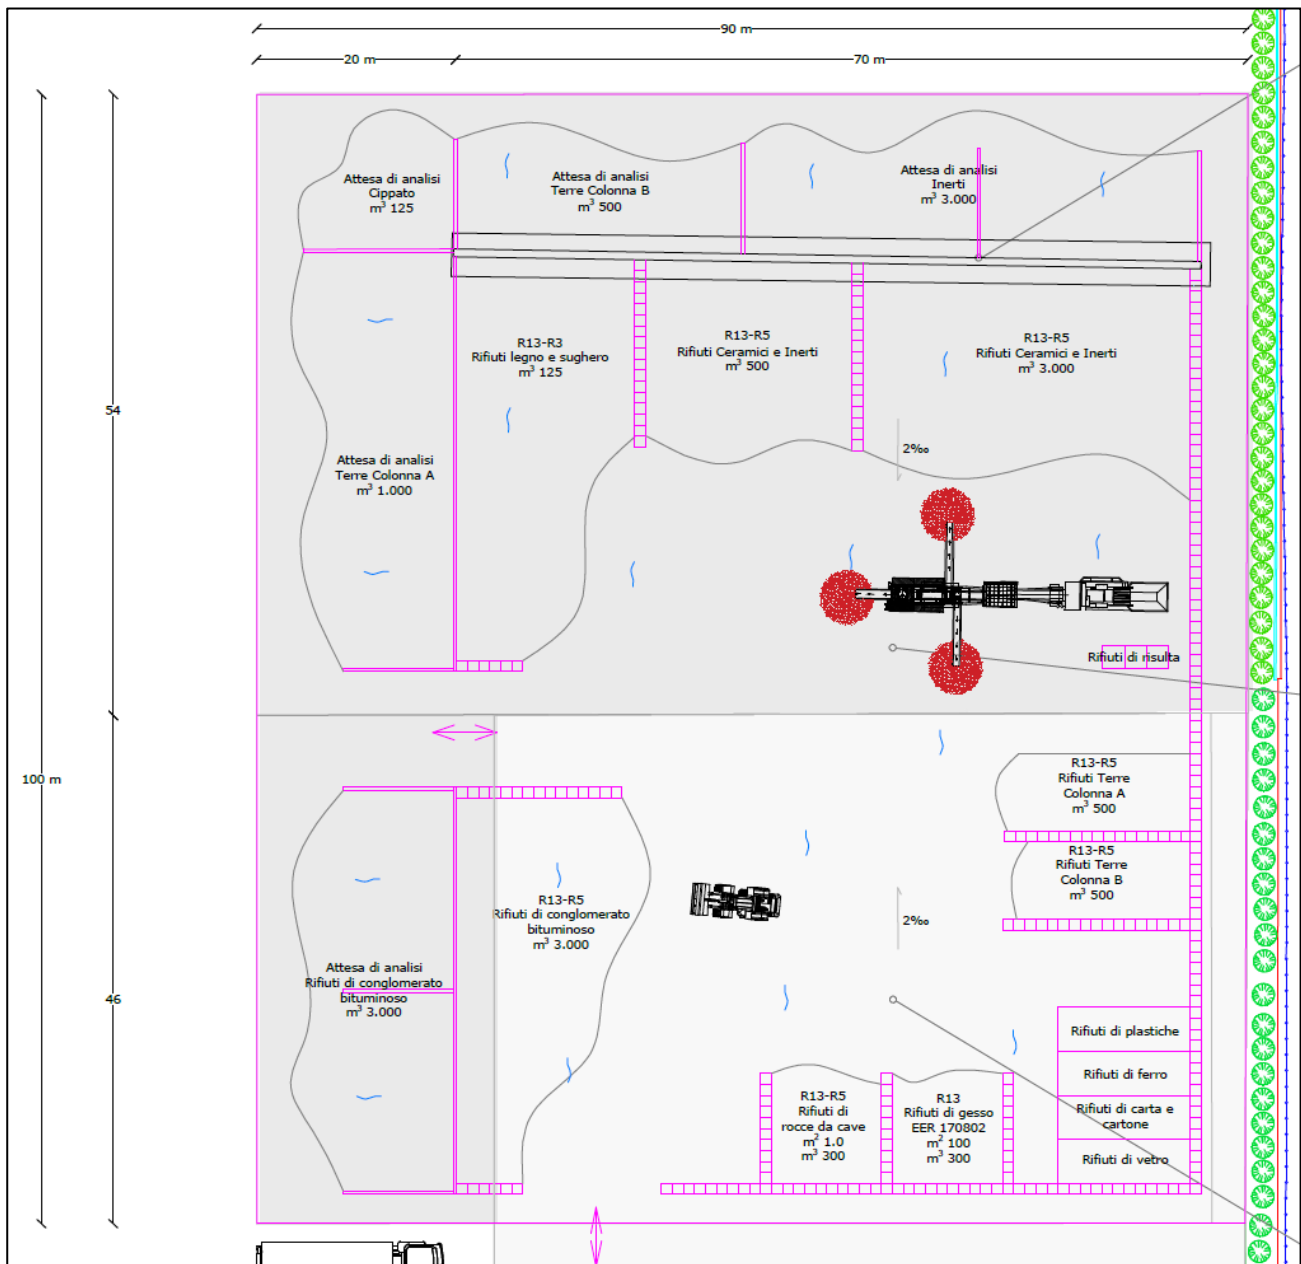 90 m
20 m
70 m
Attesa di analisi
Cippato
m³ 125
Attesa di analisi
Terre Colonna B
m³ 500
Attesa di analisi
Inerti
m³ 3.000
R13-R3
Rifiuti legno e sughero
m³ 125
R13-R5
Rifiuti Ceramici e Inerti
m³ 500
R13-R5
Rifiuti Ceramici e Inerti
m³ 3.000
54
Attesa di analisi
Terre Colonna A
m³ 1.000
2‰
Rifiuti di risulta
100 m
R13-R5
Rifiuti Terre
Colonna A
m³ 500
R13-R5
Rifiuti Terre
Colonna B
m³ 500
R13-R5
Rifiuti di conglomerato
bituminoso
m³ 3.000
2‰
Attesa di analisi
Rifiuti di conglomerato
bituminoso
m³ 3.000
46
Rifiuti di plastiche
Rifiuti di ferro
Rifiuti di carta e
cartone
Rifiuti di vetro
R13-R5
Rifiuti di
rocce da cave
m² 1.0
m³ 300
R13
Rifiuti di gesso
EER 170802
m² 100
m³ 300